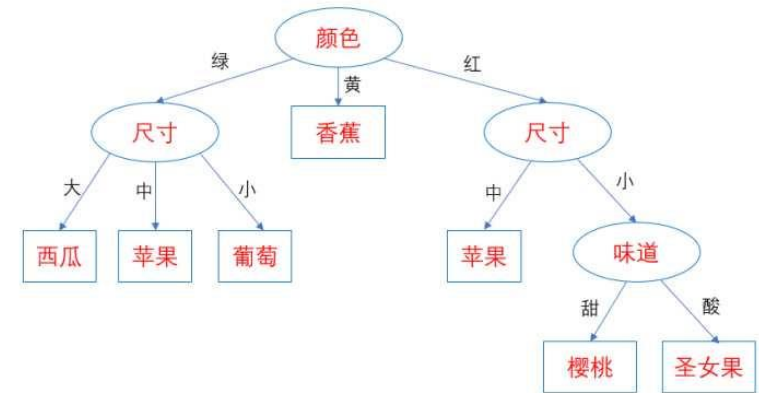 颜色
绿
黄
红
尺寸
香蕉
尺寸
大
中
小
中
小
西瓜
苹果
葡萄
苹果
味道
甜
酸
樱桃
圣女果